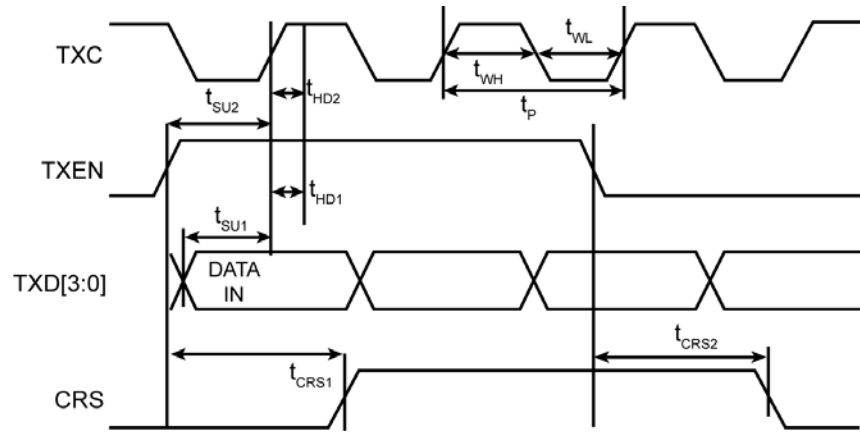 TXC
t_WH
t_WL
t_P
t_SU2
t_HD2
TXEN
t_HD1
t_SU1
TXD[3:0]
DATA
IN
t_CRS1
t_CRS2
CRS